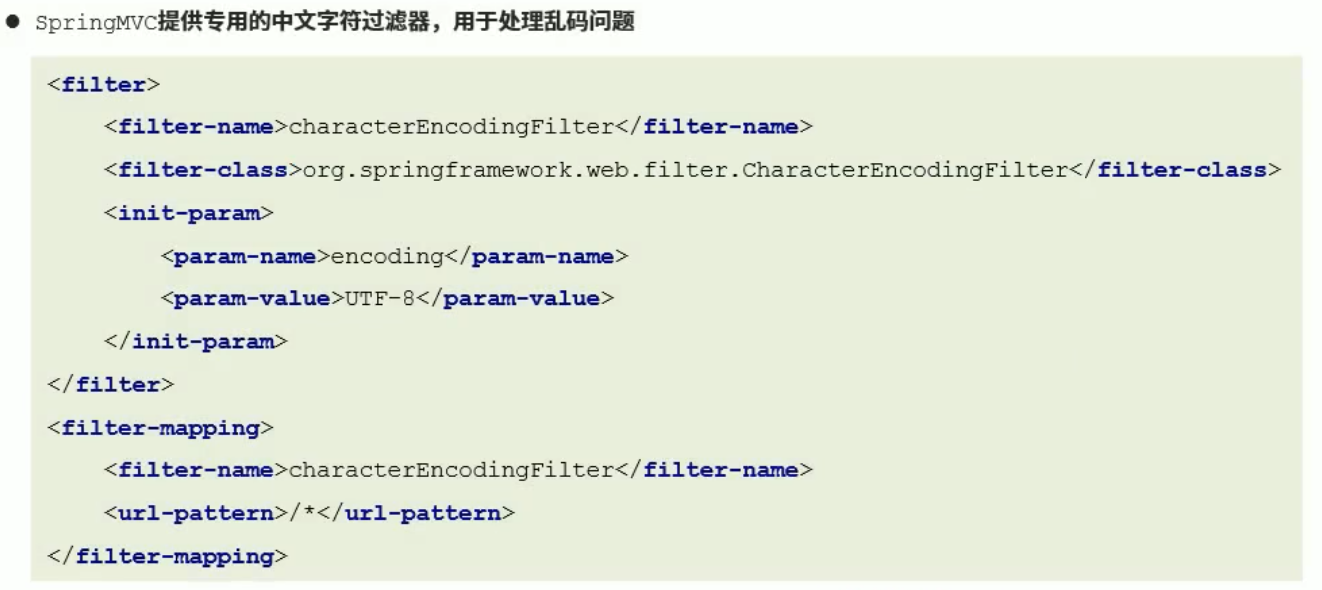 ● SpringMVC提供专用的中文字符过滤器，用于处理乱码问题
<filter>
    <filter-name>characterEncodingFilter</filter-name>
    <filter-class>org.springframework.web.filter.CharacterEncodingFilter</filter-class>
    <init-param>
        <param-name>encoding</param-name>
        <param-value>UTF-8</param-value>
    </init-param>
</filter>
<filter-mapping>
    <filter-name>characterEncodingFilter</filter-name>
    <url-pattern>/*</url-pattern>
</filter-mapping>